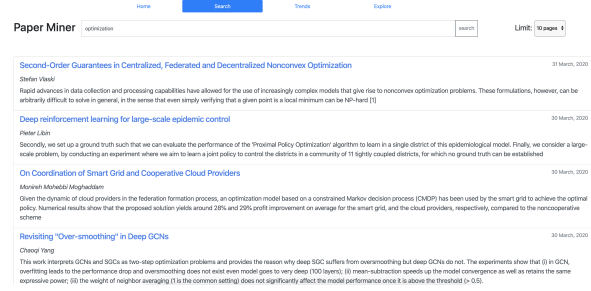 Home Search Trends Explore
Paper Miner optimization search Limit: 10 pages
Second-Order Guarantees in Centralized, Federated and Decentralized Nonconvex Optimization 31 March, 2020
Stefan Vlaski
Rapid advances in data collection and processing capabilities have allowed for the use of increasingly complex models that give rise to nonconvex optimization problems. These formulations, however, can be
arbitrarily difficult to solve in general, in the sense that even simply verifying that a given point is a local minimum can be NP-hard [1]
Deep reinforcement learning for large-scale epidemic control 30 March, 2020
Pieter Libin
Secondly, we set up a ground truth such that we can evaluate the performance of the 'Proximal Policy Optimization' algorithm to learn in a single district of this epidemiological model. Finally, we consider a large-
scale problem, by conducting an experiment where we aim to learn a joint policy to control the districts in a community of 11 tightly coupled districts, for which no ground truth can be established
On Coordination of Smart Grid and Cooperative Cloud Providers 30 March, 2020
Monireh Mohebbi Moghaddam
Given the dynamic of cloud providers in the federation formation process, an optimization model based on a constrained Markov decision process (CMDP) has been used by the smart grid to achieve the optimal
policy. Numerical results show that the proposed solution yields around 28% and 29% profit improvement on average for the smart grid, and the cloud providers, respectively, compared to the noncooperative
scheme
Revisiting "Over-smoothing" in Deep GCNs 30 March, 2020
Chaoqi Yang
This work interprets GCNs and SGCs as two-step optimization problems and provides the reason why deep SGC suffers from oversmoothing but deep GCNs do not. The experiments show that (i) in GCN,
overfitting leads to the performance drop and oversmoothing does not exist even model goes to very deep (100 layers); (ii) mean-subtraction speeds up the model convergence as well as retains the same
expressive power; (iii) the weight of neighbor averaging (1 is the common setting) does not significantly affect the model performance once it is above the threshold (> 0.5).